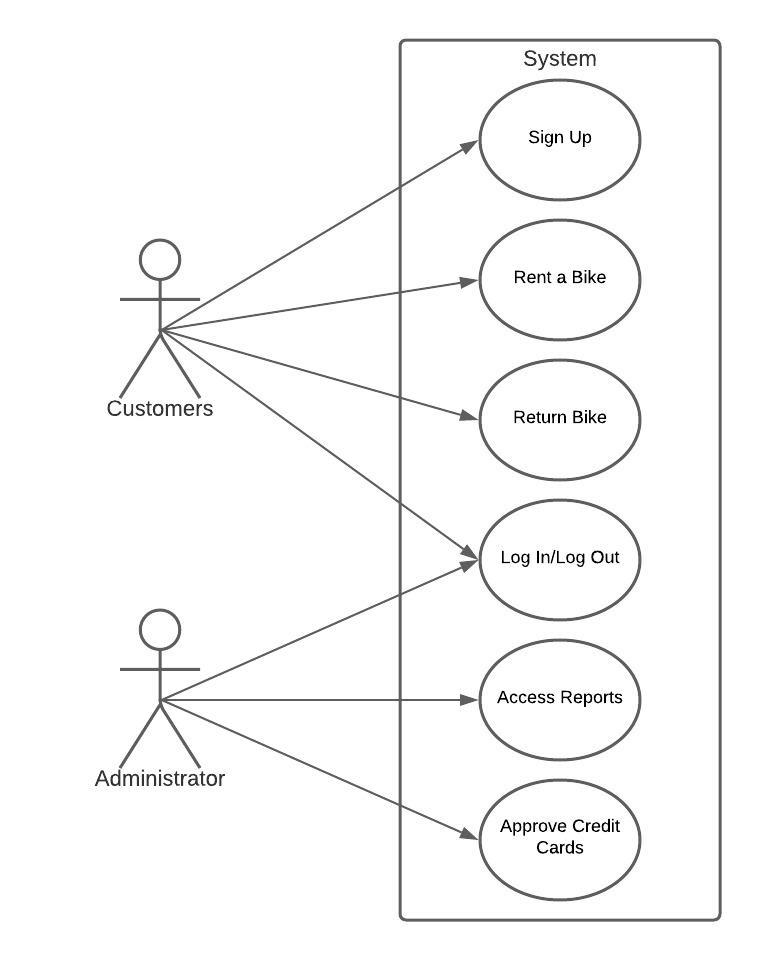 System
Sign Up
Rent a Bike
Return Bike
Customers
Log In/Log Out
Access Reports
Administrator
Approve Credit
Cards